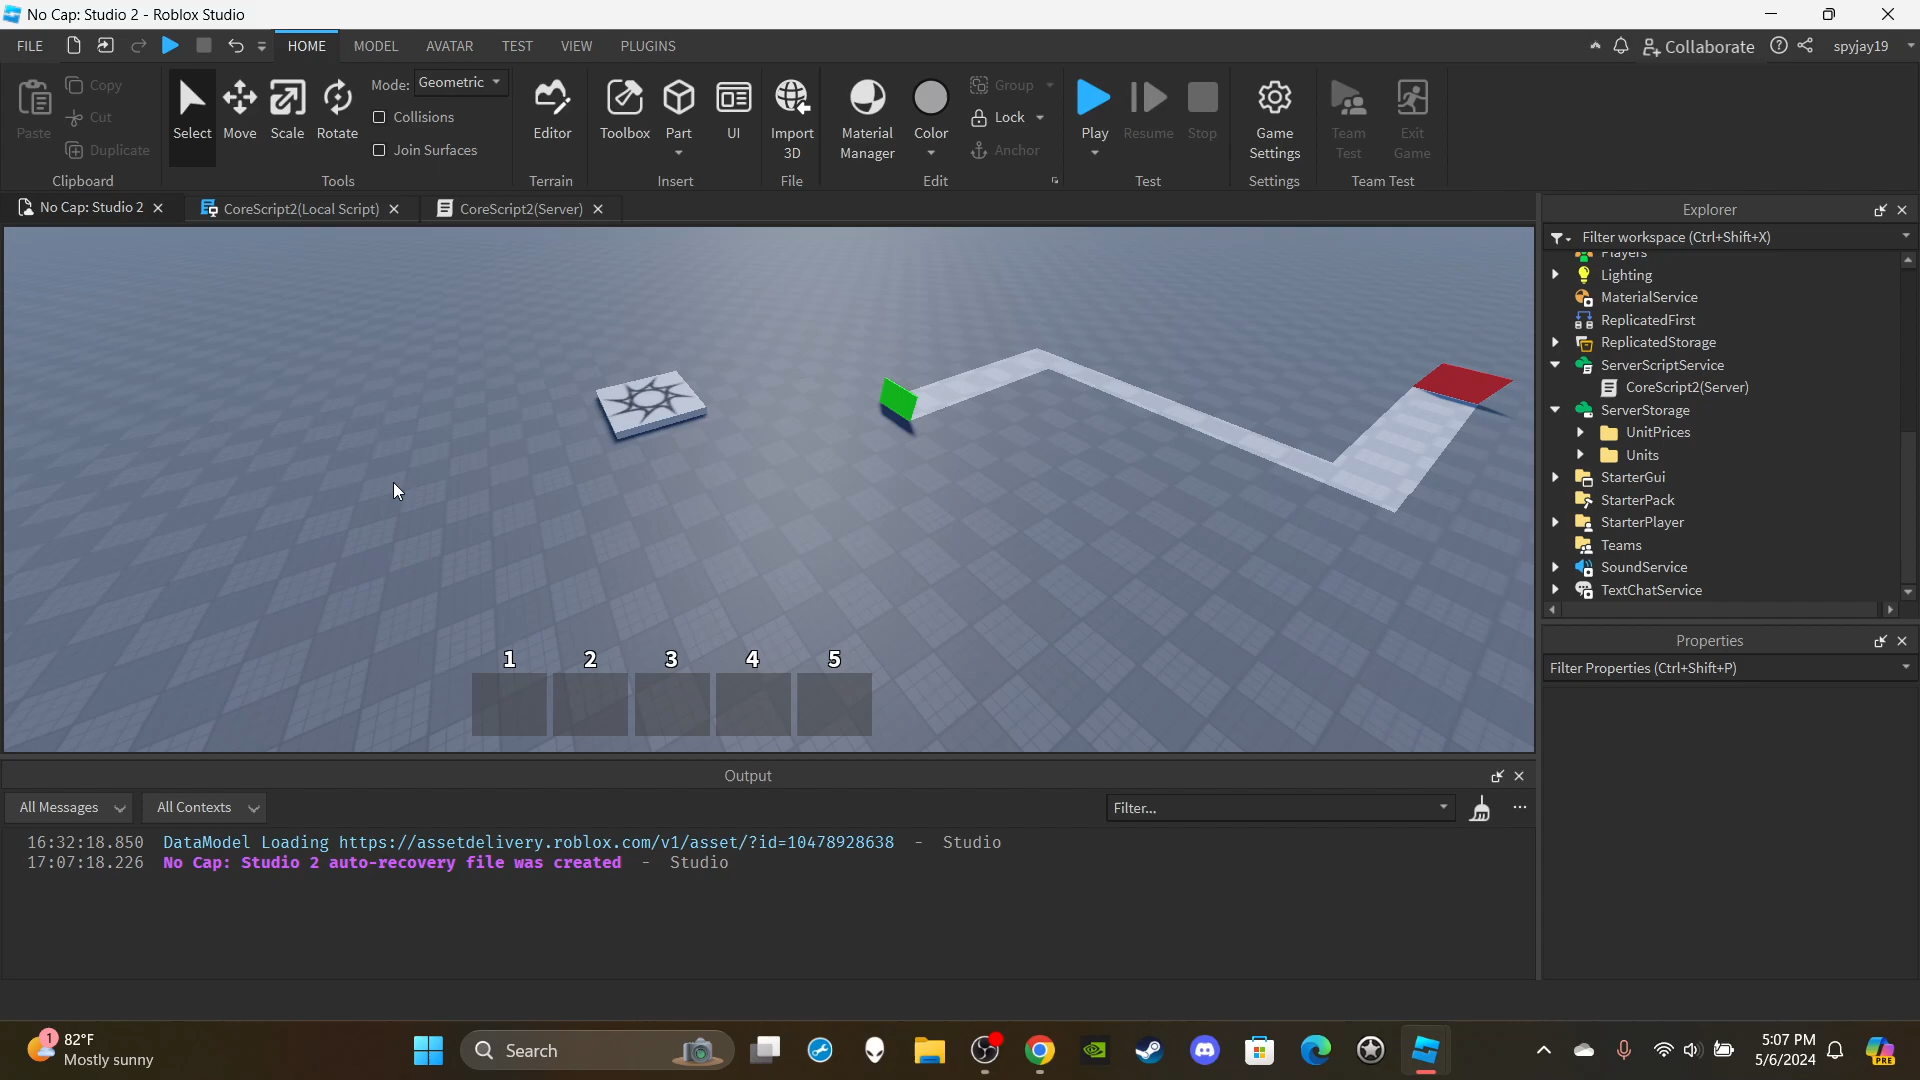 No Cap: Studio 2 - Roblox Studio
FILE HOME MODEL AVATAR TEST VIEW PLUGINS Collaborate spyjay19
Paste Copy Cut Duplicate
Clipboard
Select Move Scale Rotate
Mode: Geometric
Collisions
Join Surfaces
Tools
Editor
Terrain
Toolbox Part UI
Insert
Import
3D
File
Material
Manager
Color
Group
Lock
Anchor
Edit
Play Resume Stop
Test
Game
Settings
Settings
Team
Test
Exit
Game
Team Test
No Cap: Studio 2 CoreScript2(Local Script) CoreScript2(Server)
1 2 3 4 5
Explorer
Filter workspace (Ctrl+Shift+X)
Players
Lighting
MaterialService
ReplicatedFirst
ReplicatedStorage
ServerScriptService
CoreScript2(Server)
ServerStorage
UnitPrices
Units
StarterGui
StarterPack
StarterPlayer
Teams
SoundService
TextChatService
Properties
Filter Properties (Ctrl+Shift+P)
Output
All Messages All Contexts Filter...
16:32:18.850 DataModel Loading https://assetdelivery.roblox.com/v1/asset/?id=10478928638 - Studio
17:07:18.226 No Cap: Studio 2 auto-recovery file was created - Studio
1
82°F
Mostly sunny
Search
5:07 PM
5/6/2024
PRE